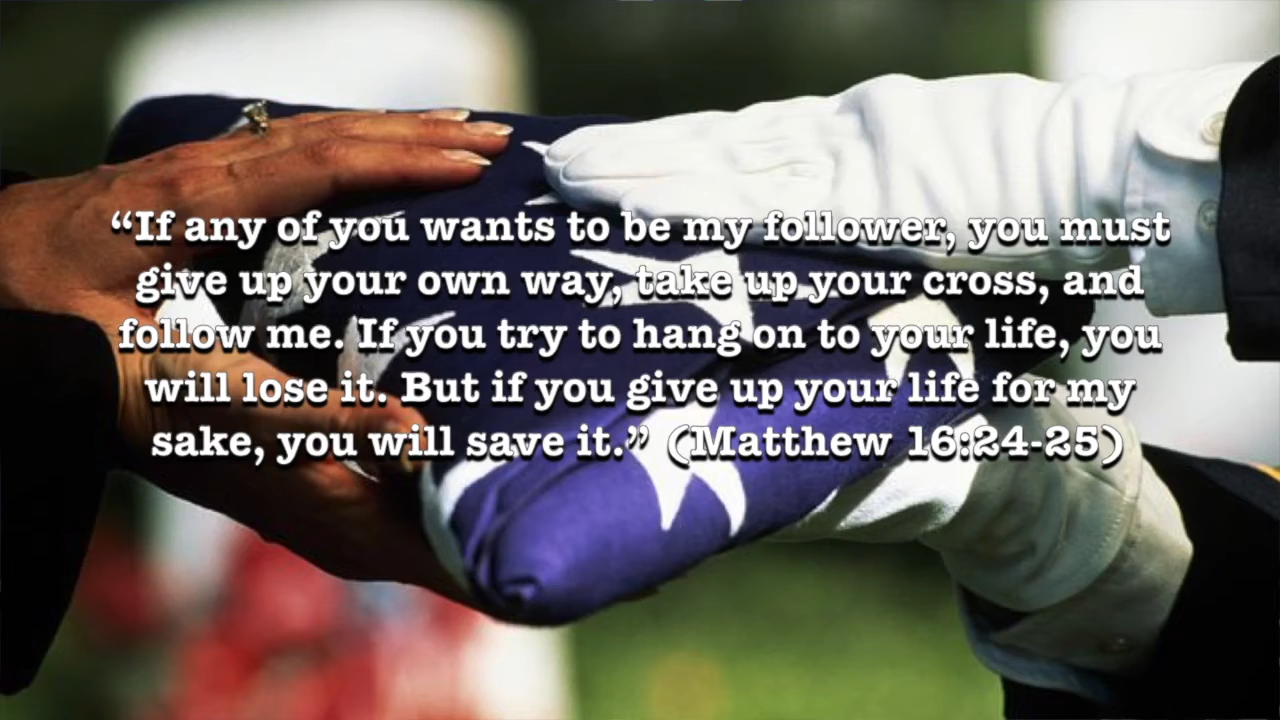 “If any of you wants to be my follower, you must
give up your own way, take up your cross, and
follow me. If you try to hang on to your life, you
will lose it. But if you give up your life for my
sake, you will save it.” (Matthew 16:24-25)